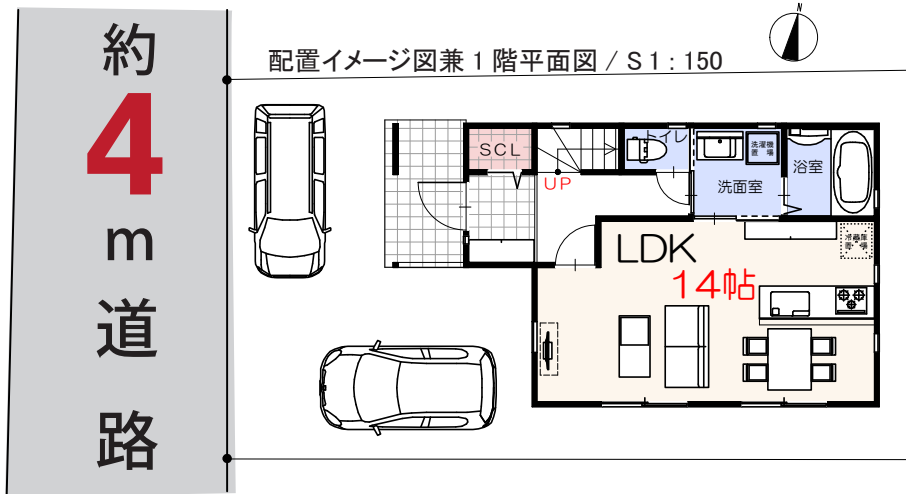 約
4
m
道
路
配置イメージ図兼1階平面図 / S1:150
N
SCL
UP
トイレ
洗濯機
置場
洗面室
浴室
LDK
14帖
冷蔵庫
置場